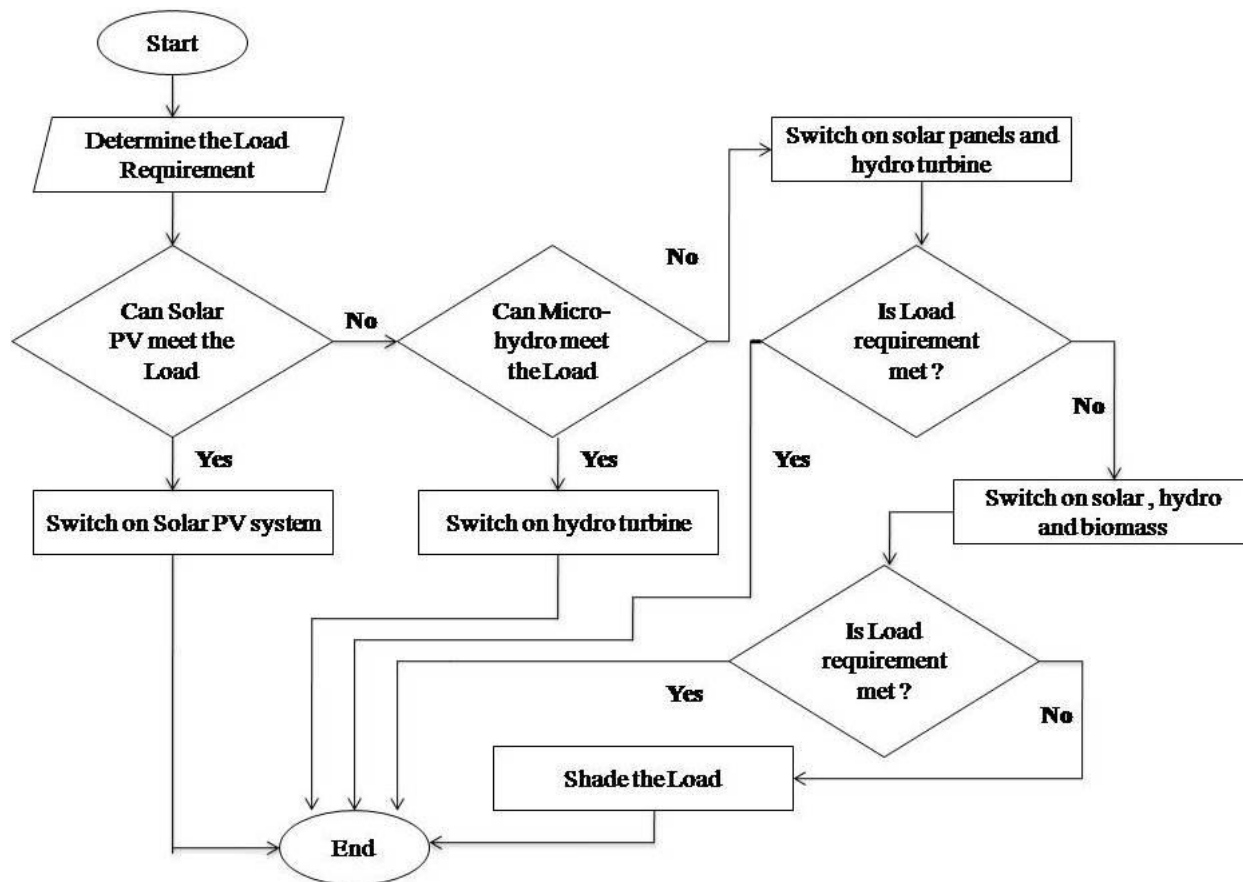 Start
Determine the Load
Requirement
Can Solar
PV meet the
Load
No
Yes
Switch on Solar PV system
Can Micro-
hydro meet
the Load
No
Yes
Switch on hydro turbine
Switch on solar panels and
hydro turbine
Is Load
requirement
met ?
Yes
No
Switch on solar , hydro
and biomass
Is Load
requirement
met ?
Yes
No
Shade the Load
End